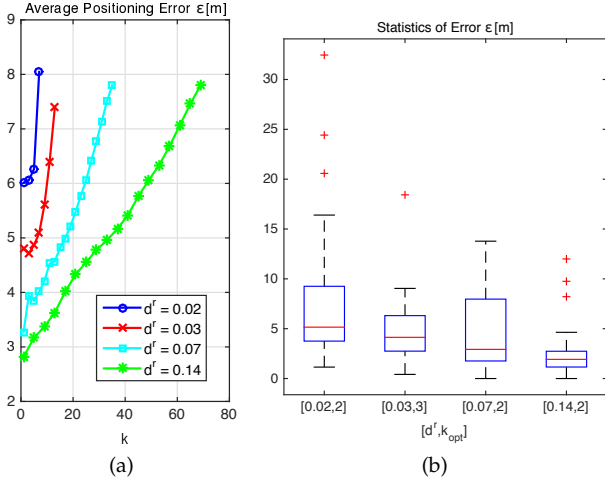 Average Positioning Error ε[m]
9
8
7
6
5
4
3
2
0 20 40 60 80
k
d^r = 0.02
d^r = 0.03
d^r = 0.07
d^r = 0.14
(a)
Statistics of Error ε[m]
30
25
20
15
10
5
0
[0.02,2] [0.03,3] [0.07,2] [0.14,2]
[d^r,k_opt]
(b)